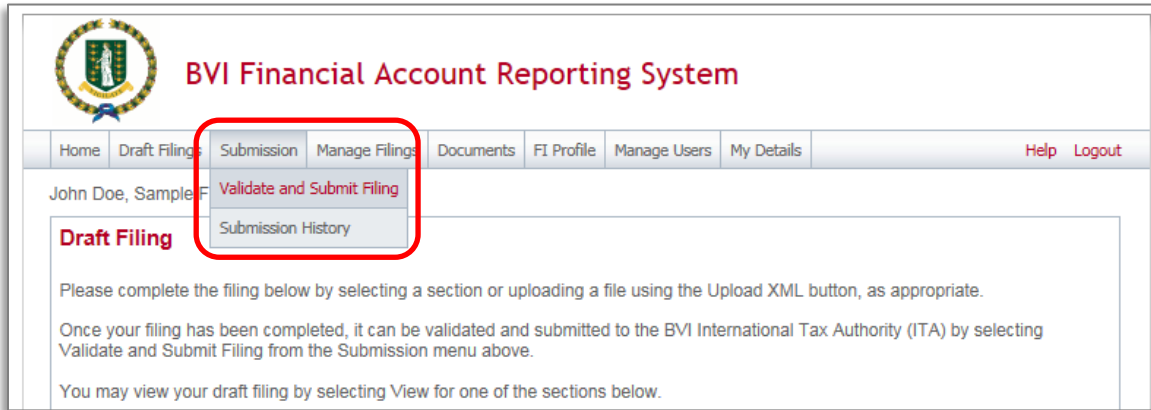 BVI Financial Account Reporting System
Home Draft Filings Submission Manage Filings Documents FI Profile Manage Users My Details Help Logout
John Doe, Sample F
Validate and Submit Filing
Submission History
Draft Filing
Please complete the filing below by selecting a section or uploading a file using the Upload XML button, as appropriate.
Once your filing has been completed, it can be validated and submitted to the BVI International Tax Authority (ITA) by selecting
Validate and Submit Filing from the Submission menu above.
You may view your draft filing by selecting View for one of the sections below.